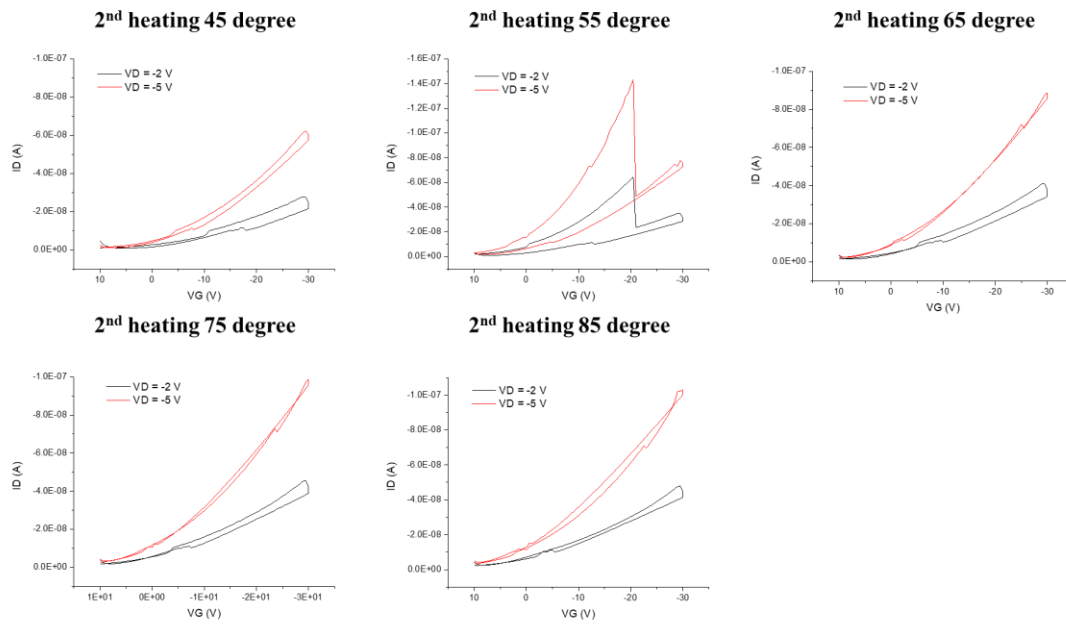 2nd heating 45 degree
2nd heating 55 degree
2nd heating 65 degree
-1.0E-07
-8.0E-08
-6.0E-08
-4.0E-08
-2.0E-08
0.0E+00
ID (A)
VD = -2 V
VD = -5 V
10 0 -10 -20 -30
VG (V)
-1.6E-07
-1.4E-07
-1.2E-07
-1.0E-07
-8.0E-08
-6.0E-08
-4.0E-08
-2.0E-08
0.0E+00
ID (A)
VD = -2 V
VD = -5 V
10 0 -10 -20 -30
VG (V)
-1.0E-07
-8.0E-08
-6.0E-08
-4.0E-08
-2.0E-08
0.0E+00
ID (A)
VD = -2 V
VD = -5 V
10 0 -10 -20 -30
VG (V)
2nd heating 75 degree
2nd heating 85 degree
-1.0E-07
-8.0E-08
-6.0E-08
-4.0E-08
-2.0E-08
0.0E+00
ID (A)
VD = -2 V
VD = -5 V
1E+01 0E+00 -1E+01 -2E+01 -3E+01
VG (V)
-1.0E-07
-8.0E-08
-6.0E-08
-4.0E-08
-2.0E-08
0.0E+00
ID (A)
VD = -2 V
VD = -5 V
10 0 -10 -20 -30
VG (V)